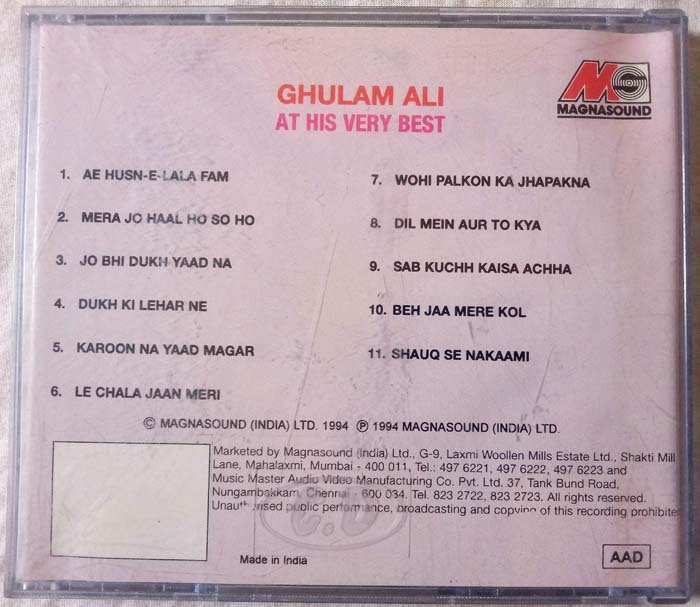 MAGNASOUND
GHULAM ALI
AT HIS VERY BEST
1. AE HUSN-E-LALA FAM
2. MERA JO HAAL HO SO HO
3. JO BHI DUKH YAAD NA
4. DUKH KI LEHAR NE
5. KAROON NA YAAD MAGAR
6. LE CHALA JAAN MERI
7. WOHI PALKON KA JHAPAKNA
8. DIL MEIN AUR TO KYA
9. SAB KUCHH KAISA ACHHA
10. BEH JAA MERE KOL
11. SHAUQ SE NAKAAMI
© MAGNASOUND (INDIA) LTD. 1994 ℗ 1994 MAGNASOUND (INDIA) LTD.
Marketed by Magnasound (India) Ltd., G-9, Laxmi Woollen Mills Estate Ltd., Shakti Mill
Lane, Mahalaxmi, Mumbai - 400 011, Tel.: 497 6221, 497 6222, 497 6223 and
Music Master Audio Video Manufacturing Co. Pvt. Ltd. 37, Tank Bund Road,
Nungambakkam, Chennai - 600 034. Tel. 823 2722, 823 2723. All rights reserved.
public performance, broadcasting and copying of this recording prohibite
Made in India
AAD